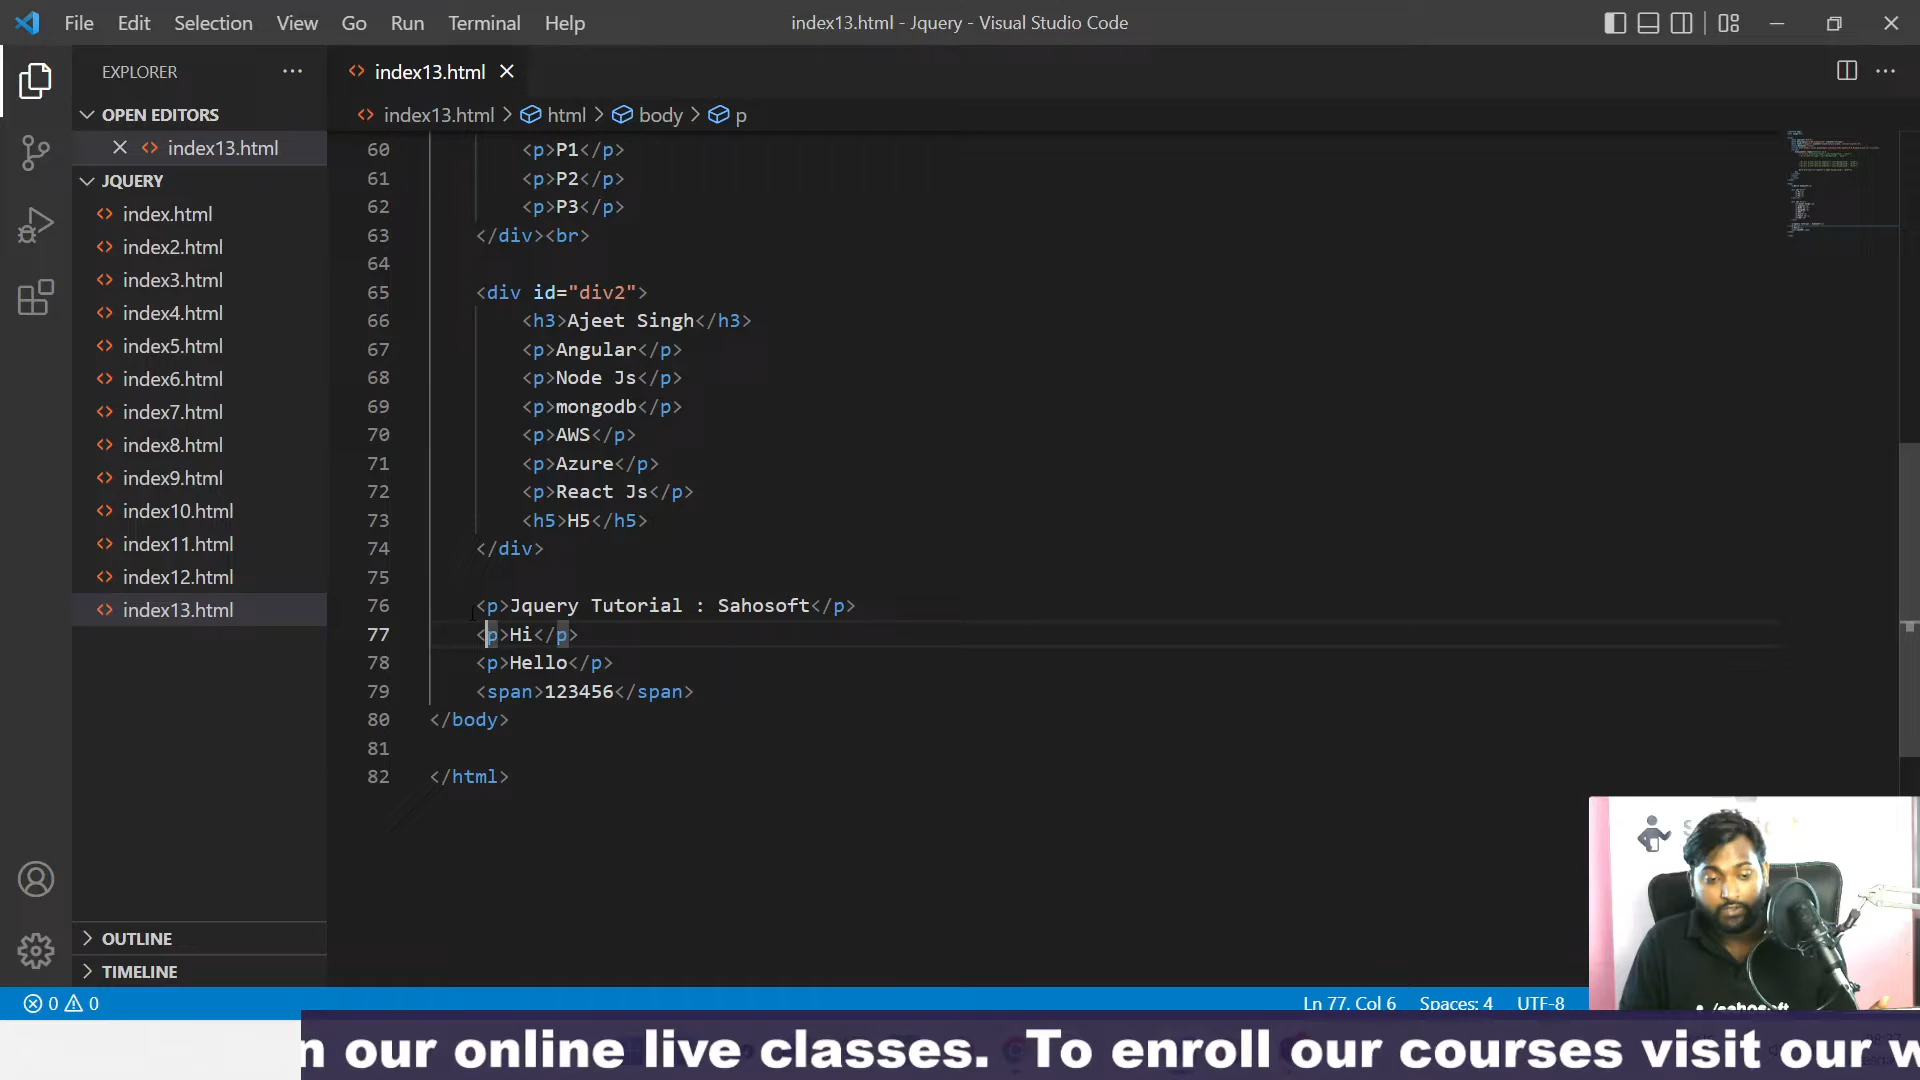 File Edit Selection View Go Run Terminal Help
index13.html - Jquery - Visual Studio Code
EXPLORER
index13.html
OPEN EDITORS
index13.html
JQUERY
index.html
index2.html
index3.html
index4.html
index5.html
index6.html
index7.html
index8.html
index9.html
index10.html
index11.html
index12.html
index13.html
OUTLINE
TIMELINE
index13.html > html > body > p
60 <p>P1</p>
61 <p>P2</p>
62 <p>P3</p>
63 </div><br>
64
65 <div id="div2">
66 <h3>Ajeet Singh</h3>
67 <p>Angular</p>
68 <p>Node Js</p>
69 <p>mongodb</p>
70 <p>AWS</p>
71 <p>Azure</p>
72 <p>React Js</p>
73 <h5>H5</h5>
74 </div>
75
76 <p>Jquery Tutorial : Sahosoft</p>
77 <p>Hi</p>
78 <p>Hello</p>
79 <span>123456</span>
80 </body>
81
82 </html>
0 0
Ln 77, Col 6 Spaces: 4 UTF-8
n our online live classes. To enroll our courses visit our w